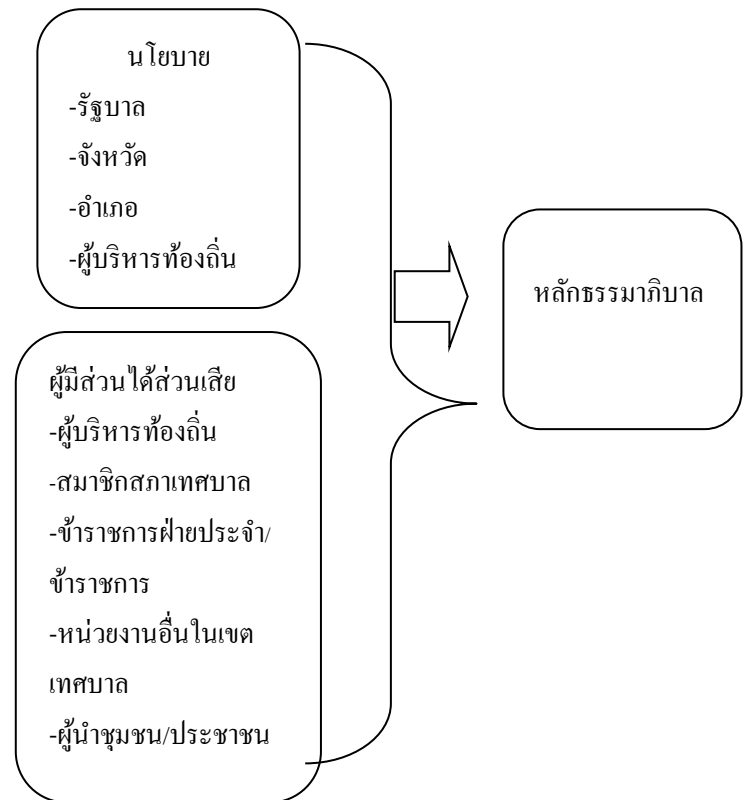 นโยบาย
-รัฐบาล
-จังหวัด
-อำเภอ
-ผู้บริหารท้องถิ่น
ผู้มีส่วนได้ส่วนเสีย
-ผู้บริหารท้องถิ่น
-สมาชิกสภาเทศบาล
-ข้าราชการฝ่ายประจำ/
ข้าราชการ
-หน่วยงานอื่นในเขต
เทศบาล
-ผู้นำชุมชน/ประชาชน
หลักธรรมาภิบาล